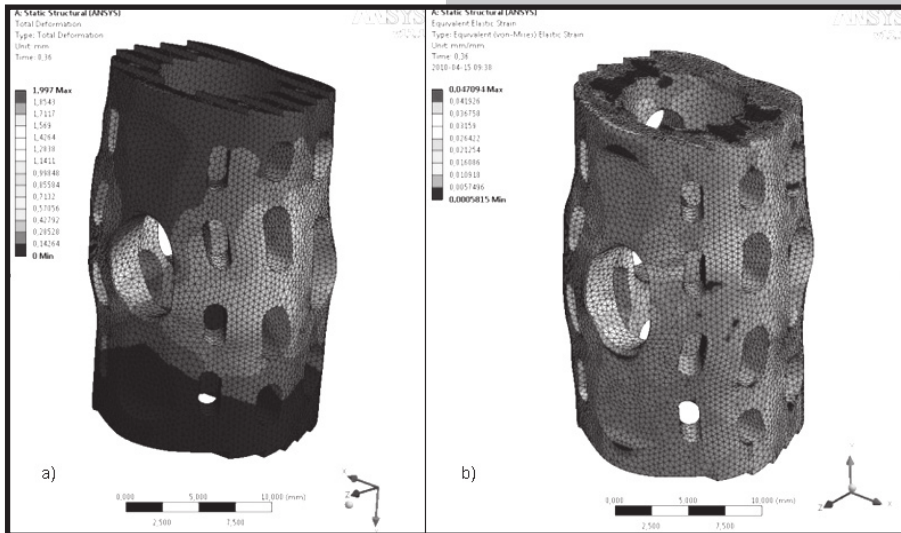 A: Static Structural (ANSYS)
Total Deformation
Type: Total Deformation
Unit: mm
Time: 0,36
1,997 Max
1,8543
1,7117
1,569
1,4264
1,2838
1,1411
0,99848
0,85584
0,7132
0,57056
0,42792
0,28528
0,14264
0 Min
ANSYS
a)
X
Z
0,000 5,000 10,000 (mm)
2,500 7,500
A: Static Structural (ANSYS)
Equivalent Elastic Strain
Type: Equivalent (von-Mises) Elastic Strain
Unit: mm/mm
Time: 0,36
2010-04-15 09:30
0,047094 Max
0,041926
0,036758
0,03159
0,026422
0,021254
0,016086
0,010918
0,0057496
0,0005815 Min
ANSYS
b)
Z
X
0,000 5,000 10,000 (mm)
2,500 7,500